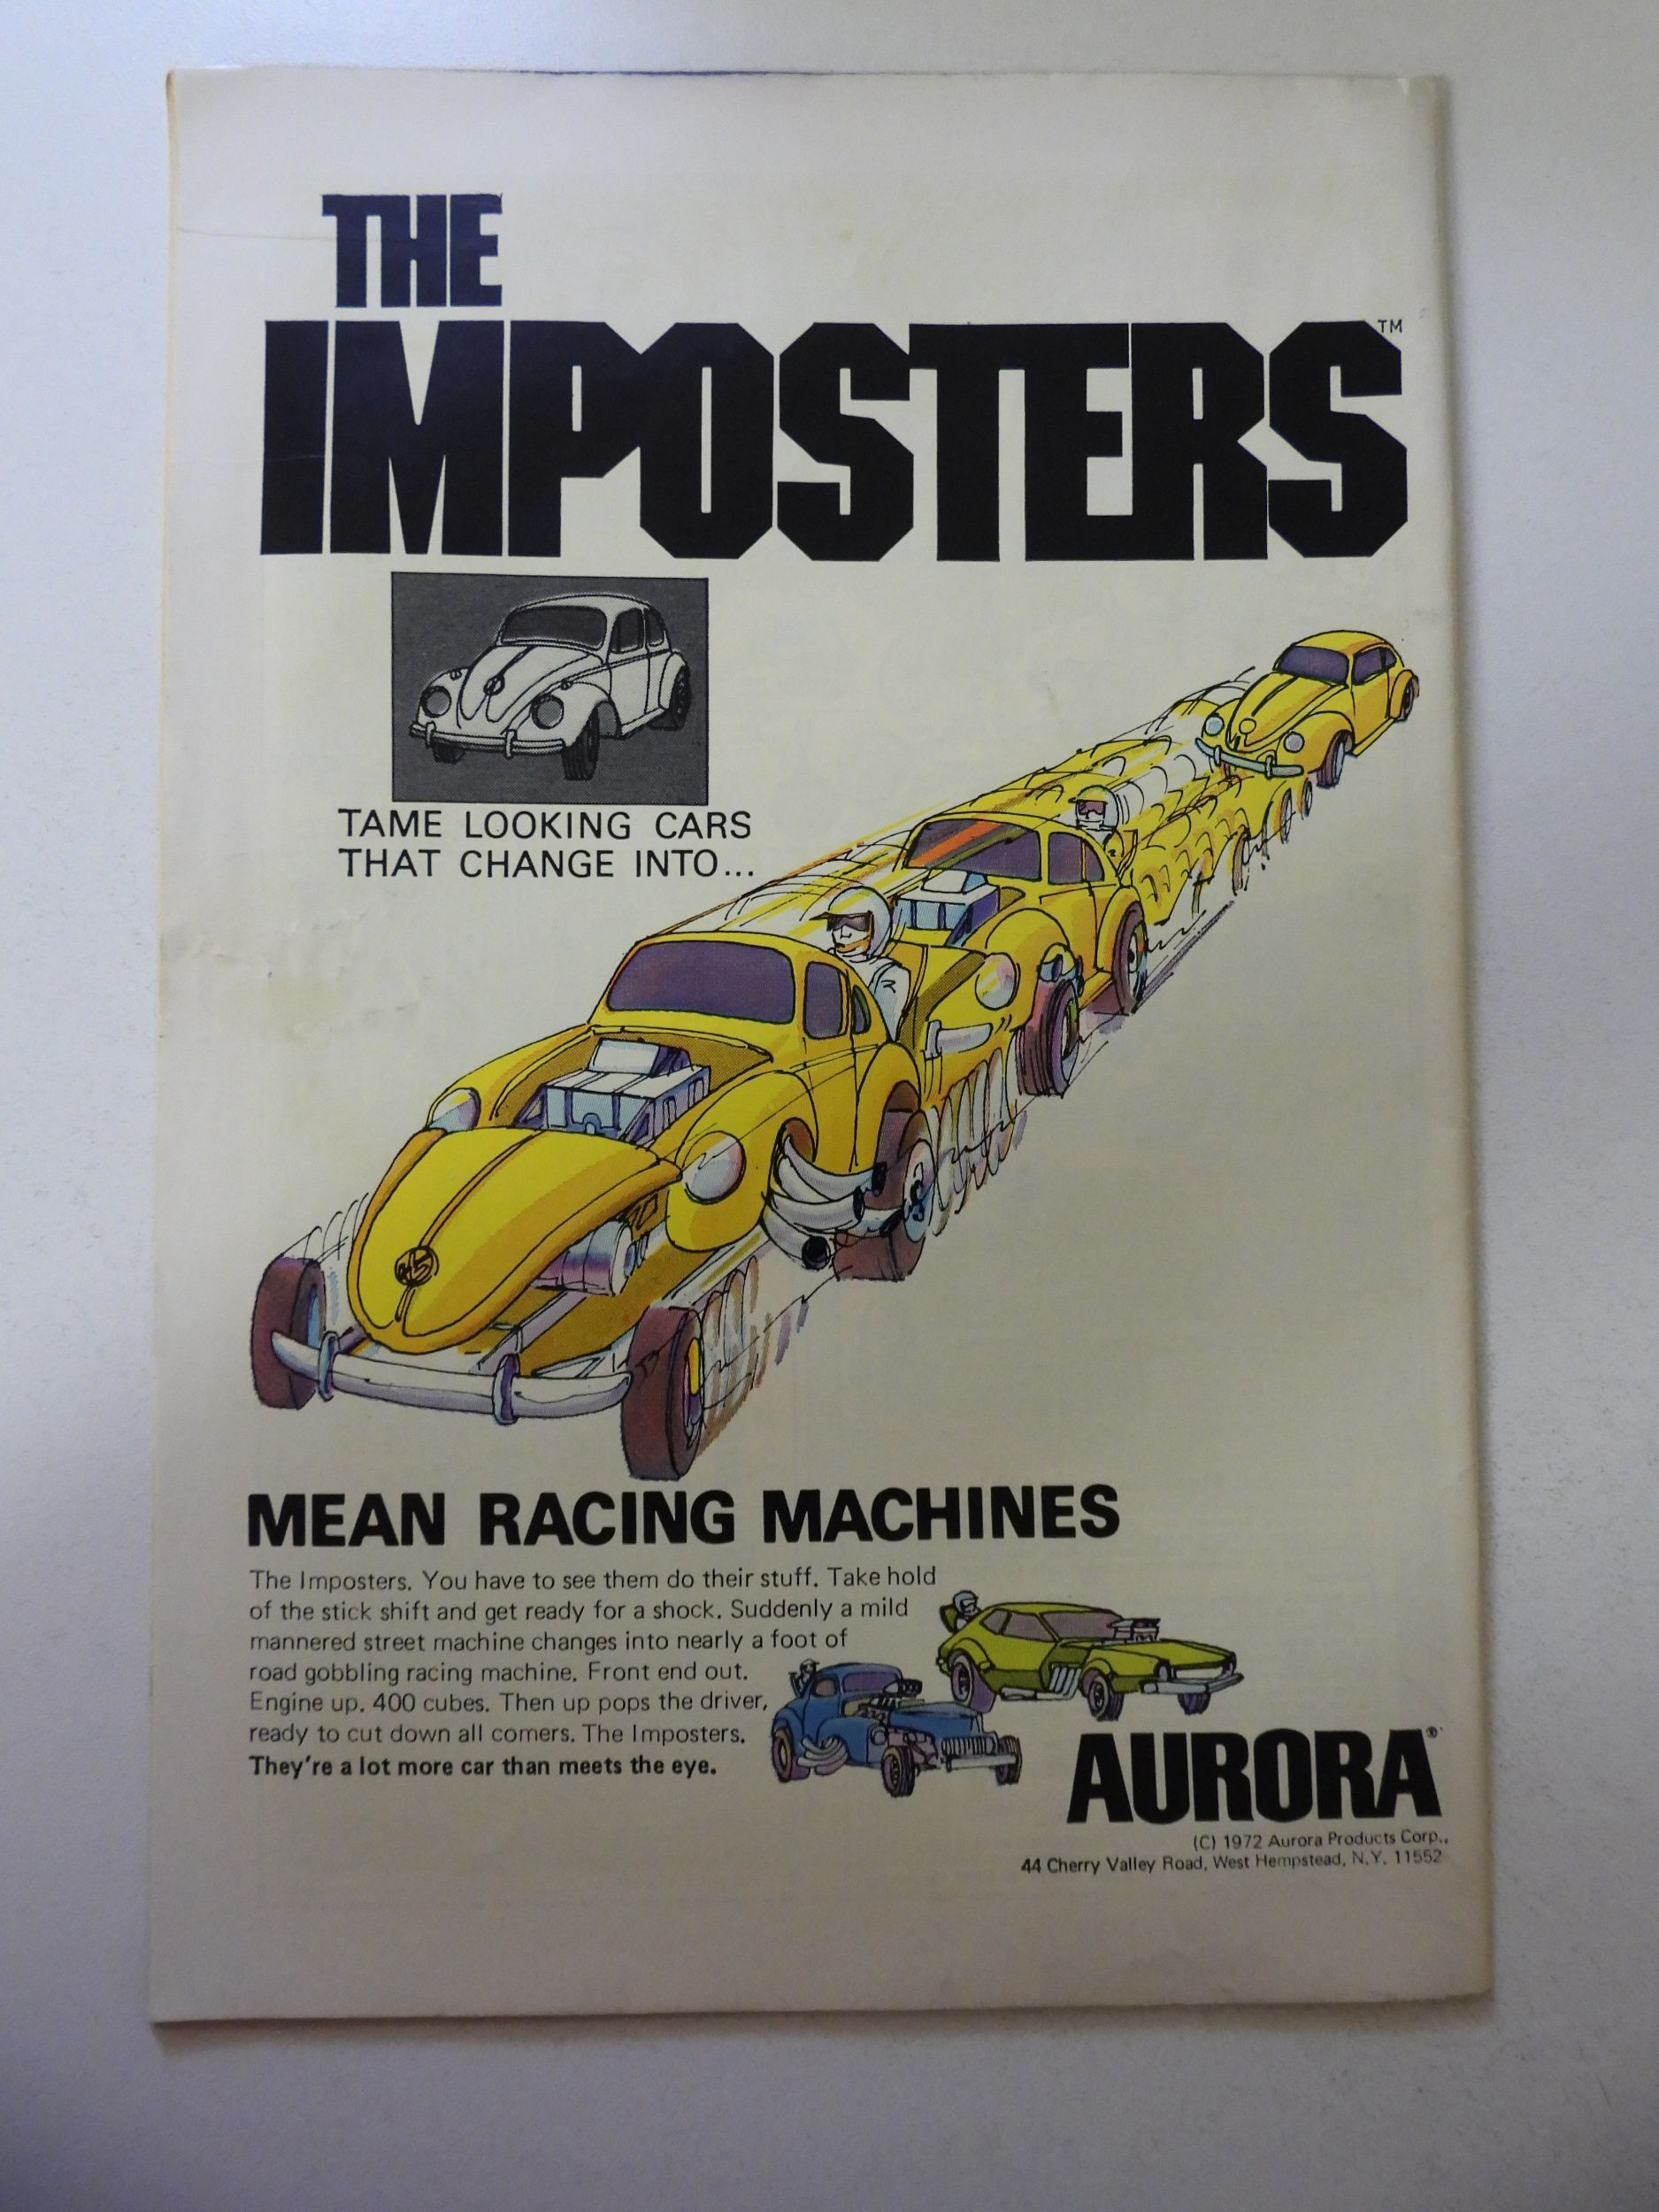 THE
IMPOSTERS™
TAME LOOKING CARS
THAT CHANGE INTO...
MEAN RACING MACHINES
The Imposters. You have to see them do their stuff. Take hold
of the stick shift and get ready for a shock. Suddenly a mild
mannered street machine changes into nearly a foot of
road gobbling racing machine. Front end out.
Engine up. 400 cubes. Then up pops the driver,
ready to cut down all comers. The Imposters.
They're a lot more car than meets the eye.
AURORA®
(C) 1972 Aurora Products Corp.,
44 Cherry Valley Road, West Hempstead, N.Y. 11552